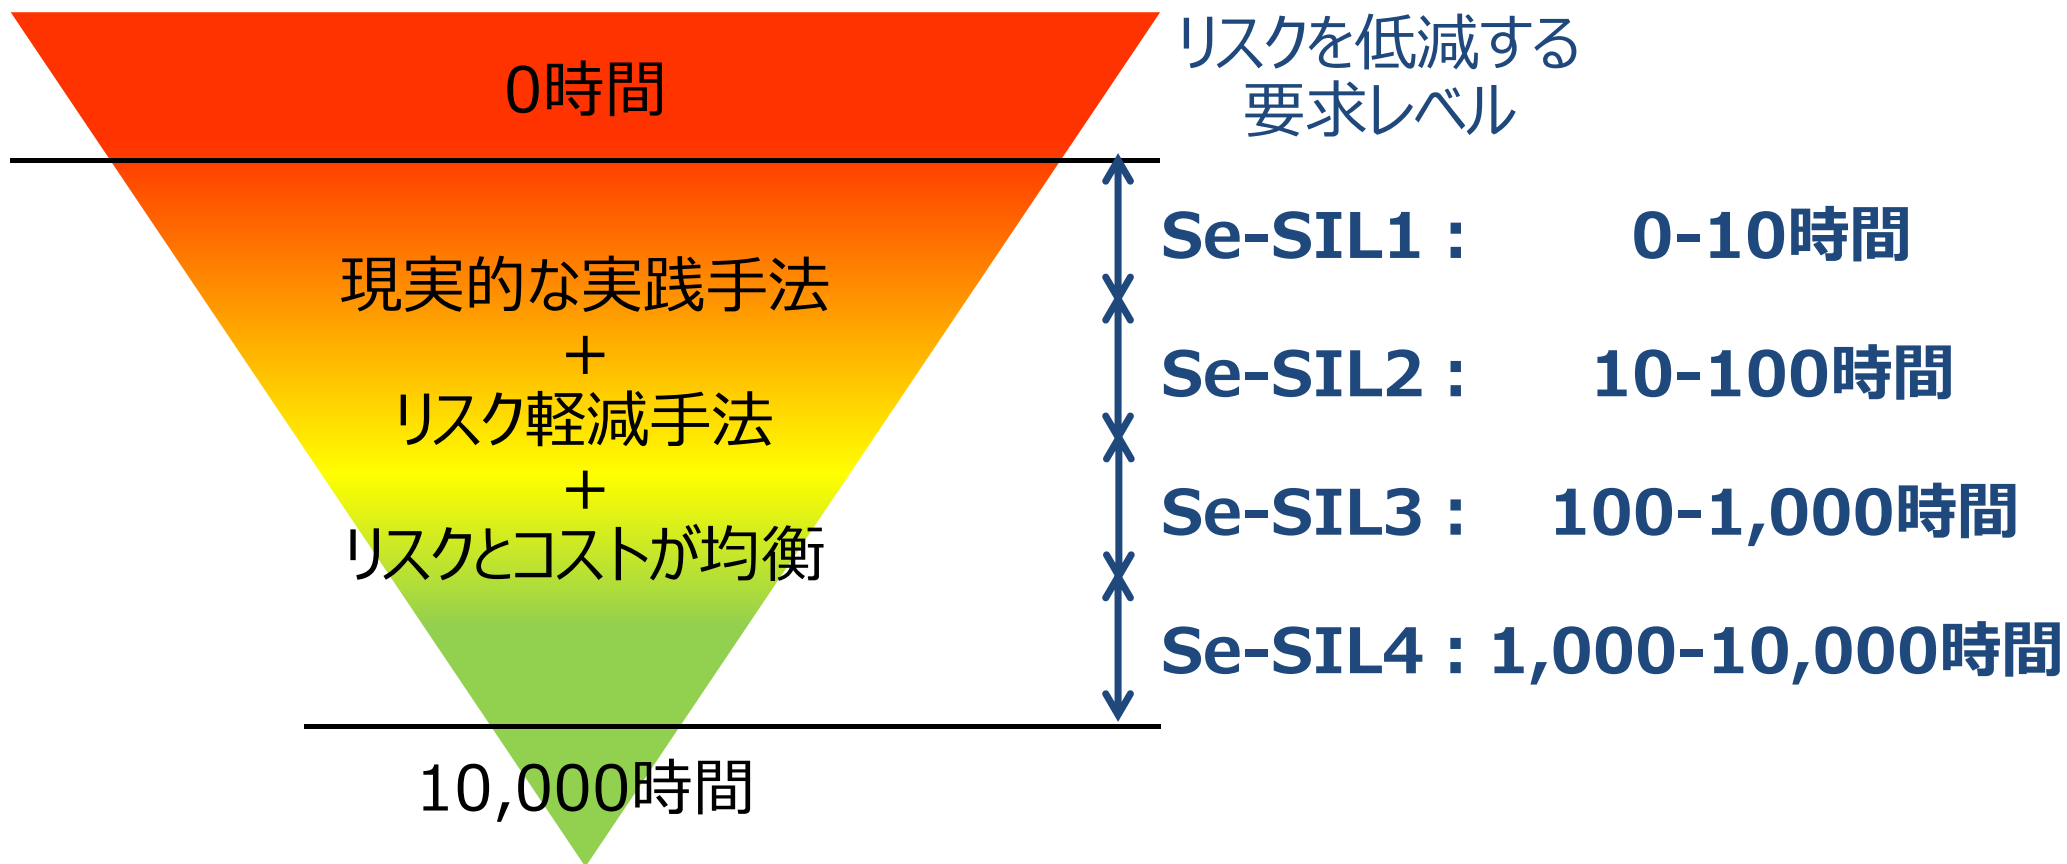 0時間
現実的な実践手法
+
リスク軽減手法
+
リスクとコストが均衡
10,000時間
リスクを低減する
要求レベル
Se-SIL1： 0-10時間
Se-SIL2： 10-100時間
Se-SIL3： 100-1,000時間
Se-SIL4：1,000-10,000時間